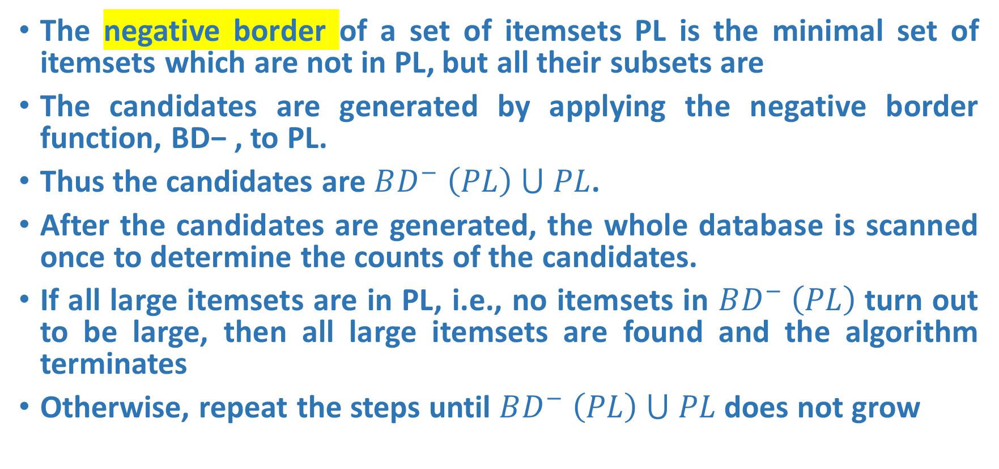 • The negative border of a set of itemsets PL is the minimal set of
itemsets which are not in PL, but all their subsets are
• The candidates are generated by applying the negative border
function, BD− , to PL.
• Thus the candidates are 𝐵𝐷⁻ (𝑃𝐿) ⋃ 𝑃𝐿.
• After the candidates are generated, the whole database is scanned
once to determine the counts of the candidates.
• If all large itemsets are in PL, i.e., no itemsets in 𝐵𝐷⁻ (𝑃𝐿) turn out
to be large, then all large itemsets are found and the algorithm
terminates
• Otherwise, repeat the steps until 𝐵𝐷⁻ (𝑃𝐿) ⋃ 𝑃𝐿 does not grow